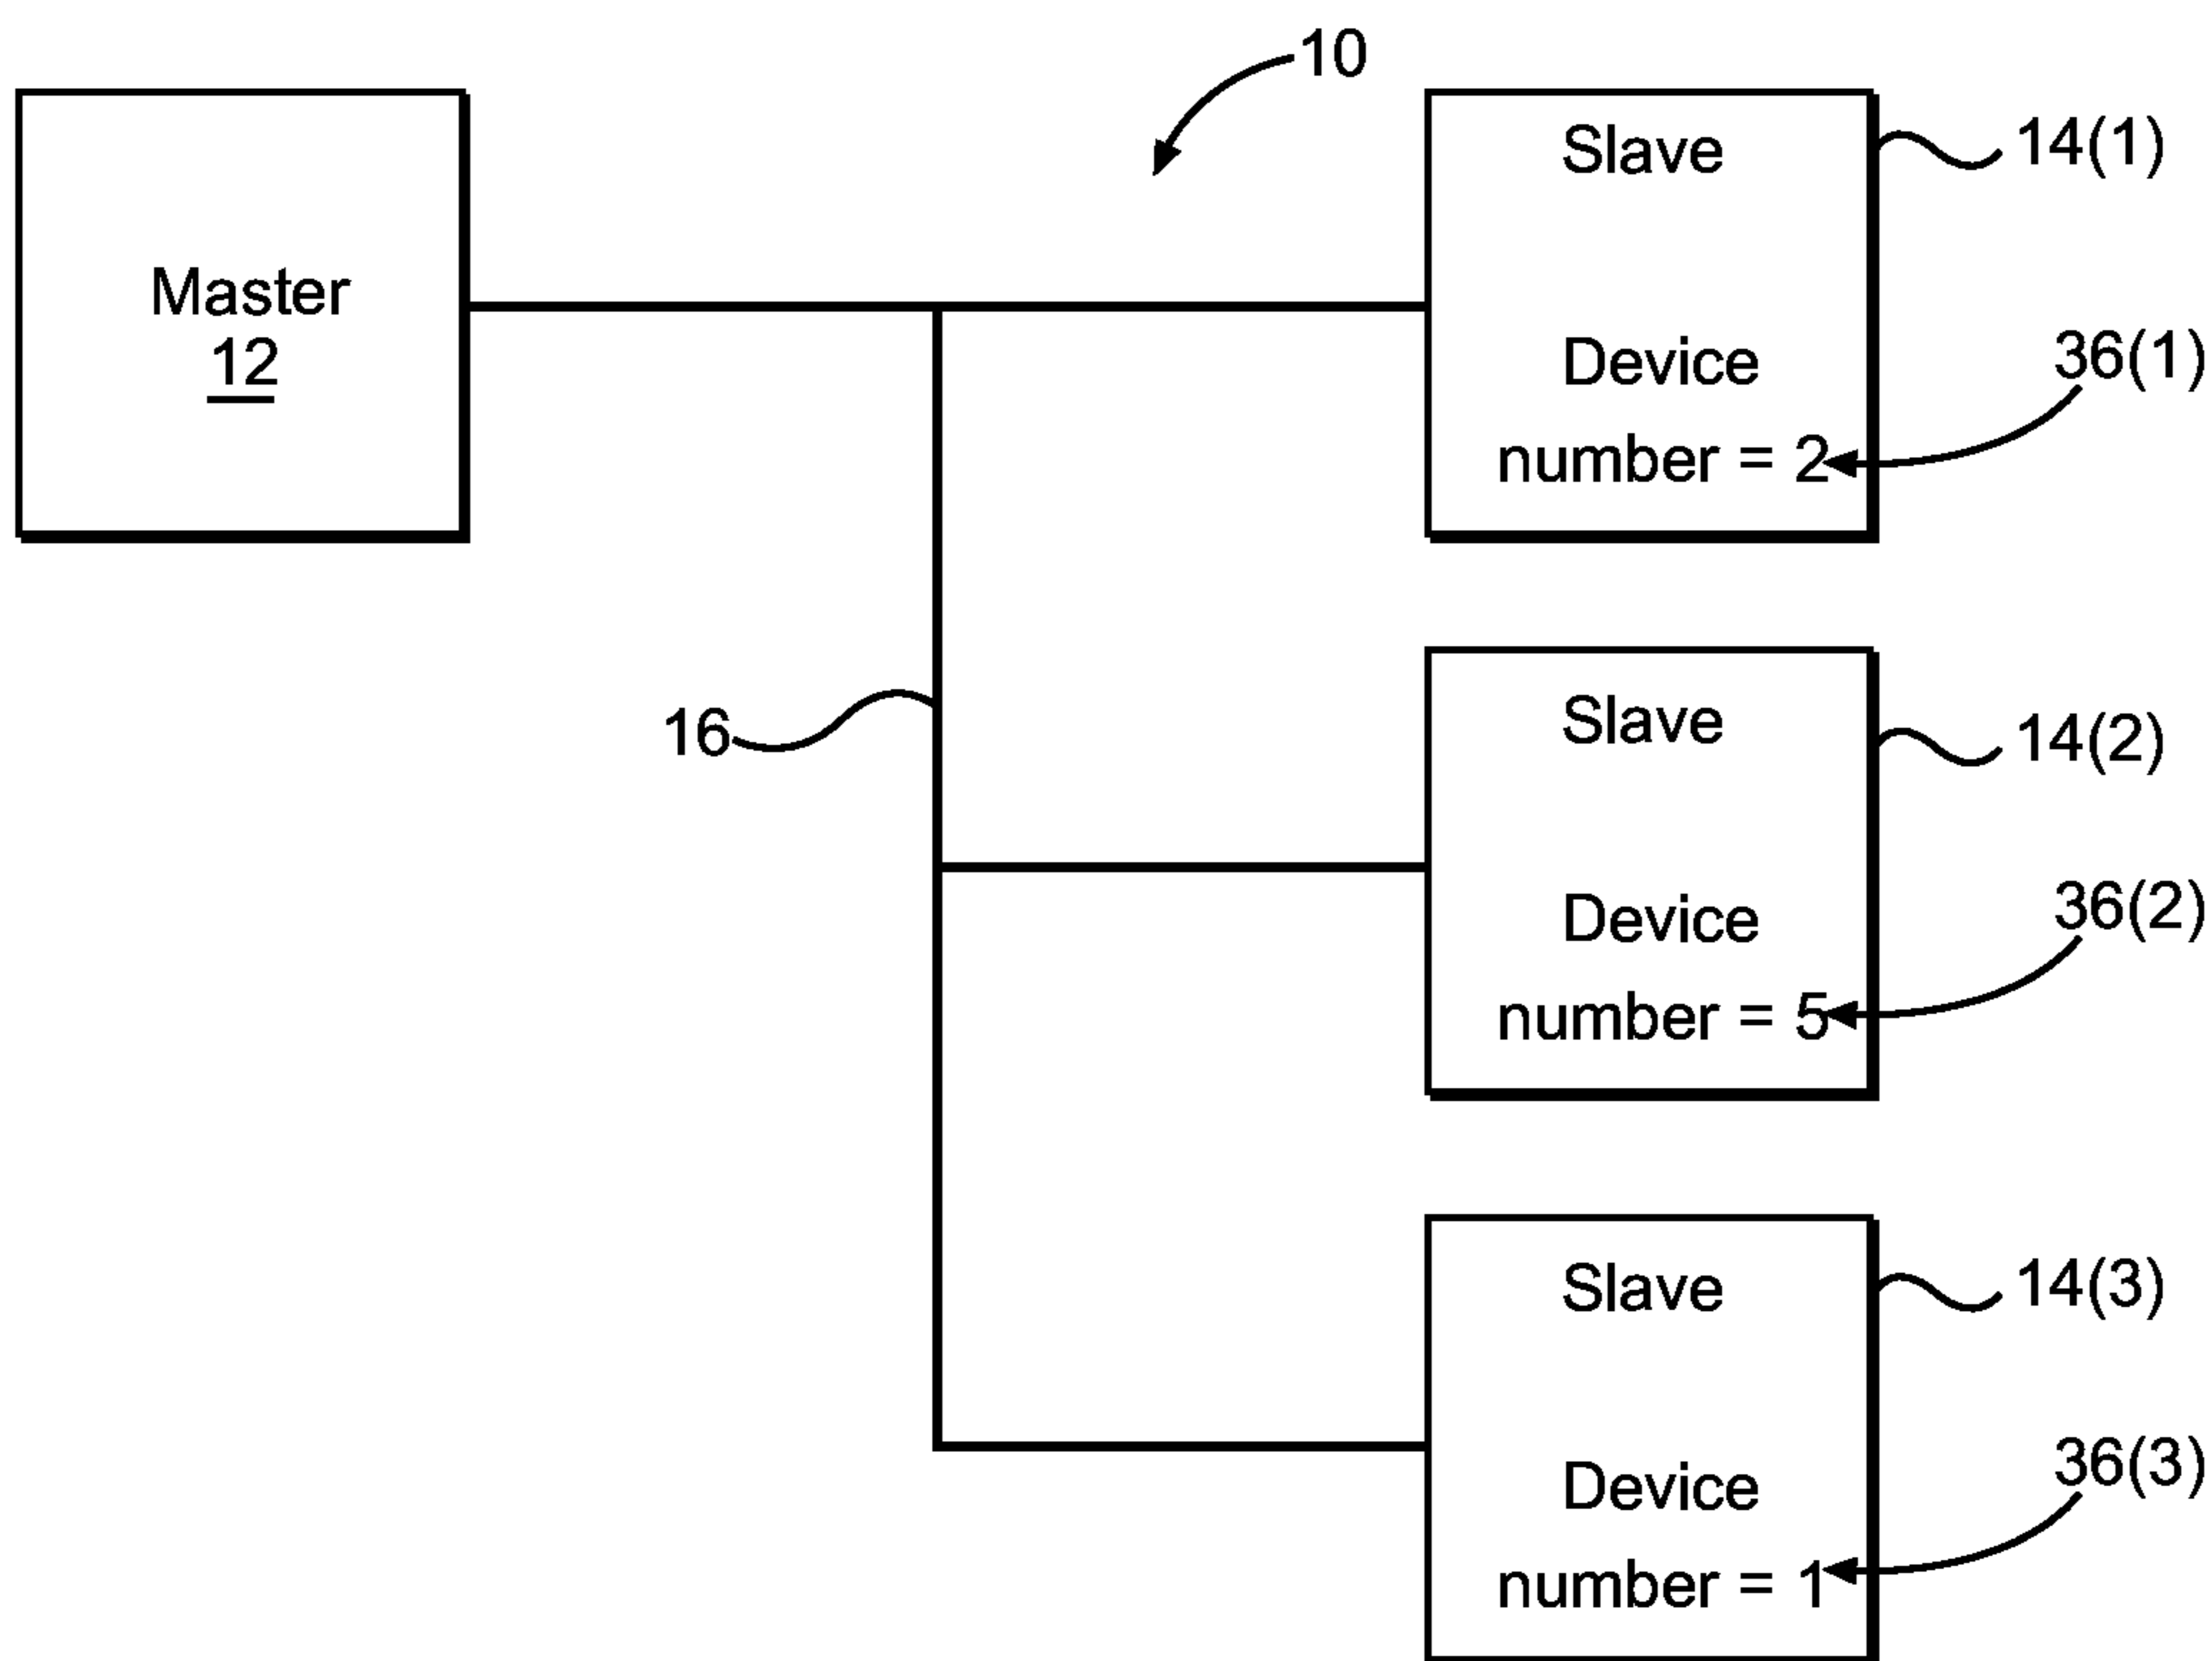 10
Master
12
Slave
14(1)
Device
36(1)
number = 2
16
Slave
14(2)
Device
36(2)
number = 5
Slave
14(3)
Device
36(3)
number = 1